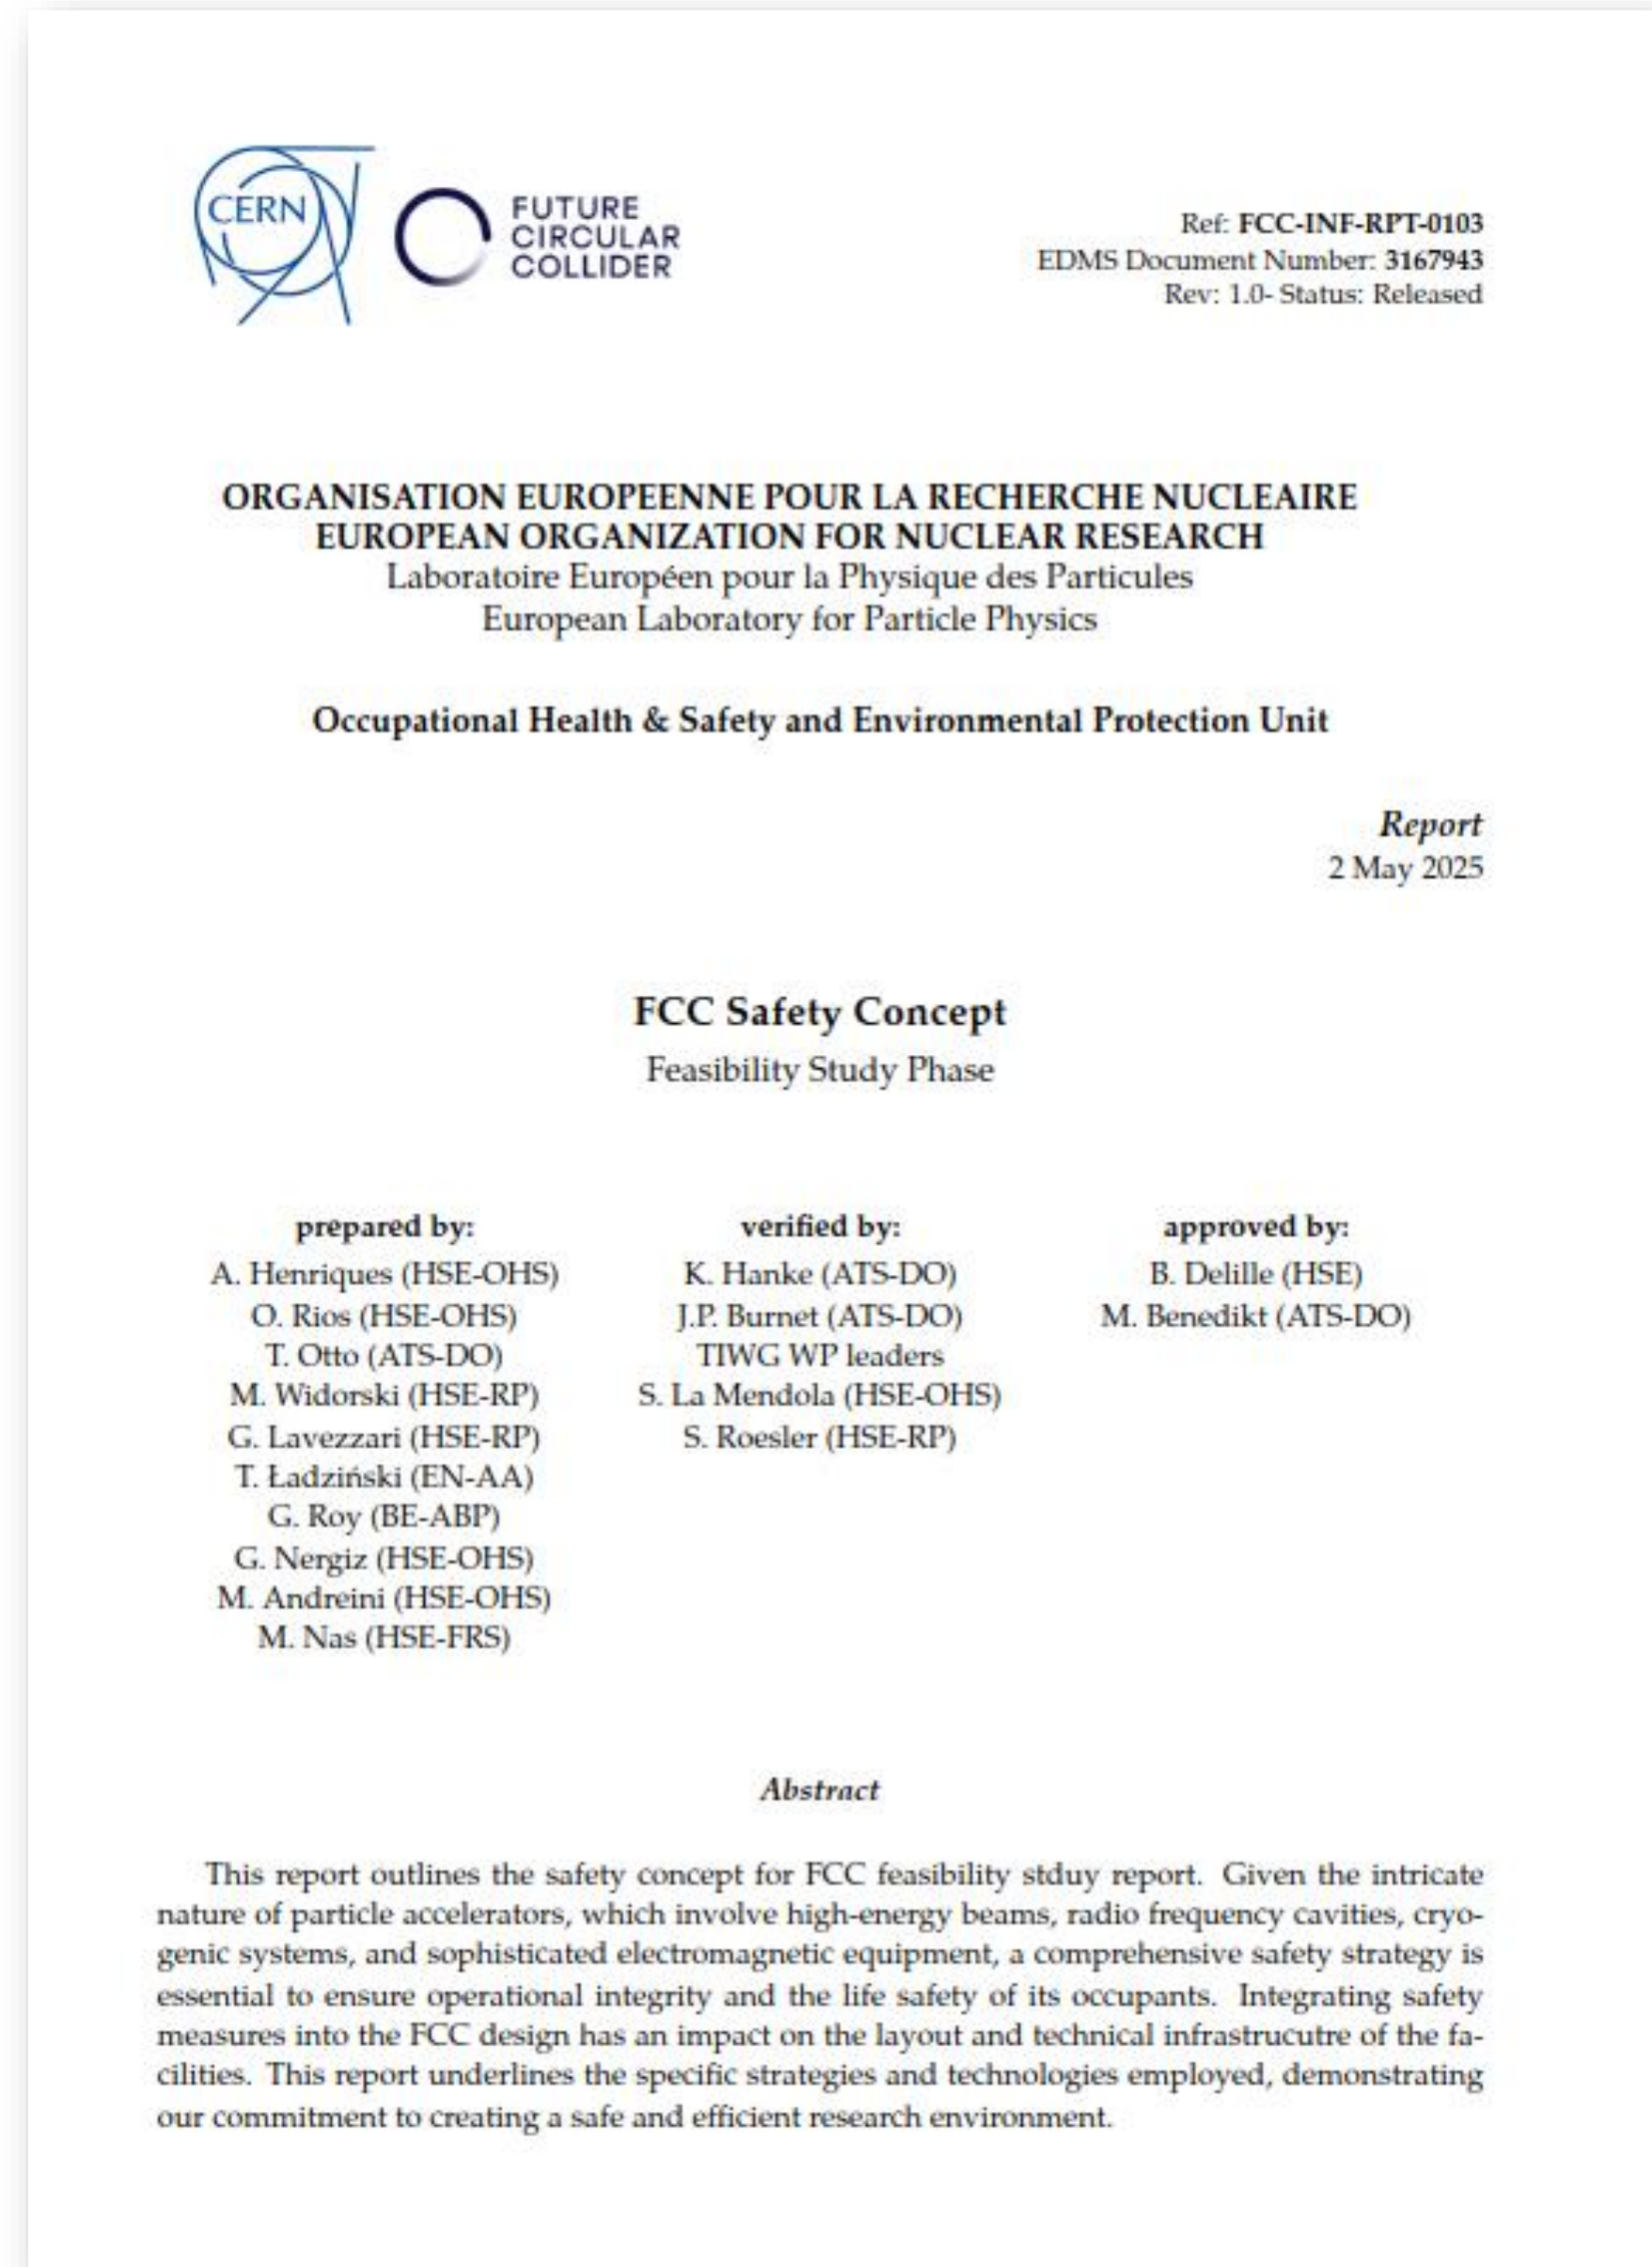 CERN
FUTURE
CIRCULAR
COLLIDER
Ref: FCC-INF-RPT-0103
EDMS Document Number: 3167943
Rev: 1.0- Status: Released
ORGANISATION EUROPEENNE POUR LA RECHERCHE NUCLEAIRE
EUROPEAN ORGANIZATION FOR NUCLEAR RESEARCH
Laboratoire Européen pour la Physique des Particules
European Laboratory for Particle Physics
Occupational Health & Safety and Environmental Protection Unit
Report
2 May 2025
FCC Safety Concept
Feasibility Study Phase
prepared by:
A. Henriques (HSE-OHS)
O. Rios (HSE-OHS)
T. Otto (ATS-DO)
M. Widorski (HSE-RP)
G. Lavezzari (HSE-RP)
T. Ładziński (EN-AA)
G. Roy (BE-ABP)
G. Nergiz (HSE-OHS)
M. Andreini (HSE-OHS)
M. Nas (HSE-FRS)
verified by:
K. Hanke (ATS-DO)
J.P. Burnet (ATS-DO)
TIWG WP leaders
S. La Mendola (HSE-OHS)
S. Roesler (HSE-RP)
approved by:
B. Delille (HSE)
M. Benedikt (ATS-DO)
Abstract
This report outlines the safety concept for FCC feasibility stduy report. Given the intricate
nature of particle accelerators, which involve high-energy beams, radio frequency cavities, cryo-
genic systems, and sophisticated electromagnetic equipment, a comprehensive safety strategy is
essential to ensure operational integrity and the life safety of its occupants. Integrating safety
measures into the FCC design has an impact on the layout and technical infrastrucutre of the fa-
cilities. This report underlines the specific strategies and technologies employed, demonstrating
our commitment to creating a safe and efficient research environment.